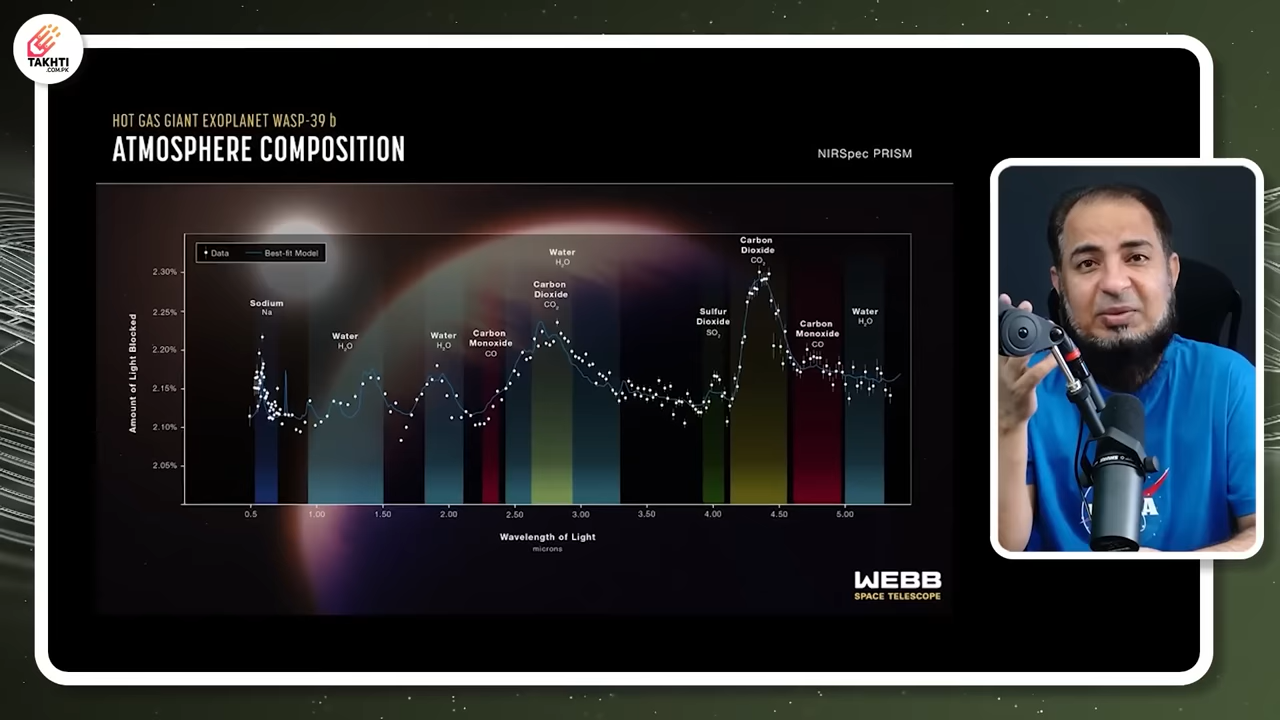 TAKHTI
.COM.PK
HOT GAS GIANT EXOPLANET WASP-39 b
ATMOSPHERE COMPOSITION
NIRSpec PRISM
Data
Best-fit Model
Amount of Light Blocked
2.30%
2.25%
2.20%
2.15%
2.10%
2.05%
Sodium
Na
Water
H₂O
Water
H₂O
Carbon
Monoxide
CO
Water
H₂O
Carbon
Dioxide
CO₂
Sulfur
Dioxide
SO₂
Carbon
Dioxide
CO₂
Carbon
Monoxide
CO
Water
H₂O
0.5 1.00 1.50 2.00 2.50 3.00 3.50 4.00 4.50 5.00
Wavelength of Light
microns
WEBB
SPACE TELESCOPE